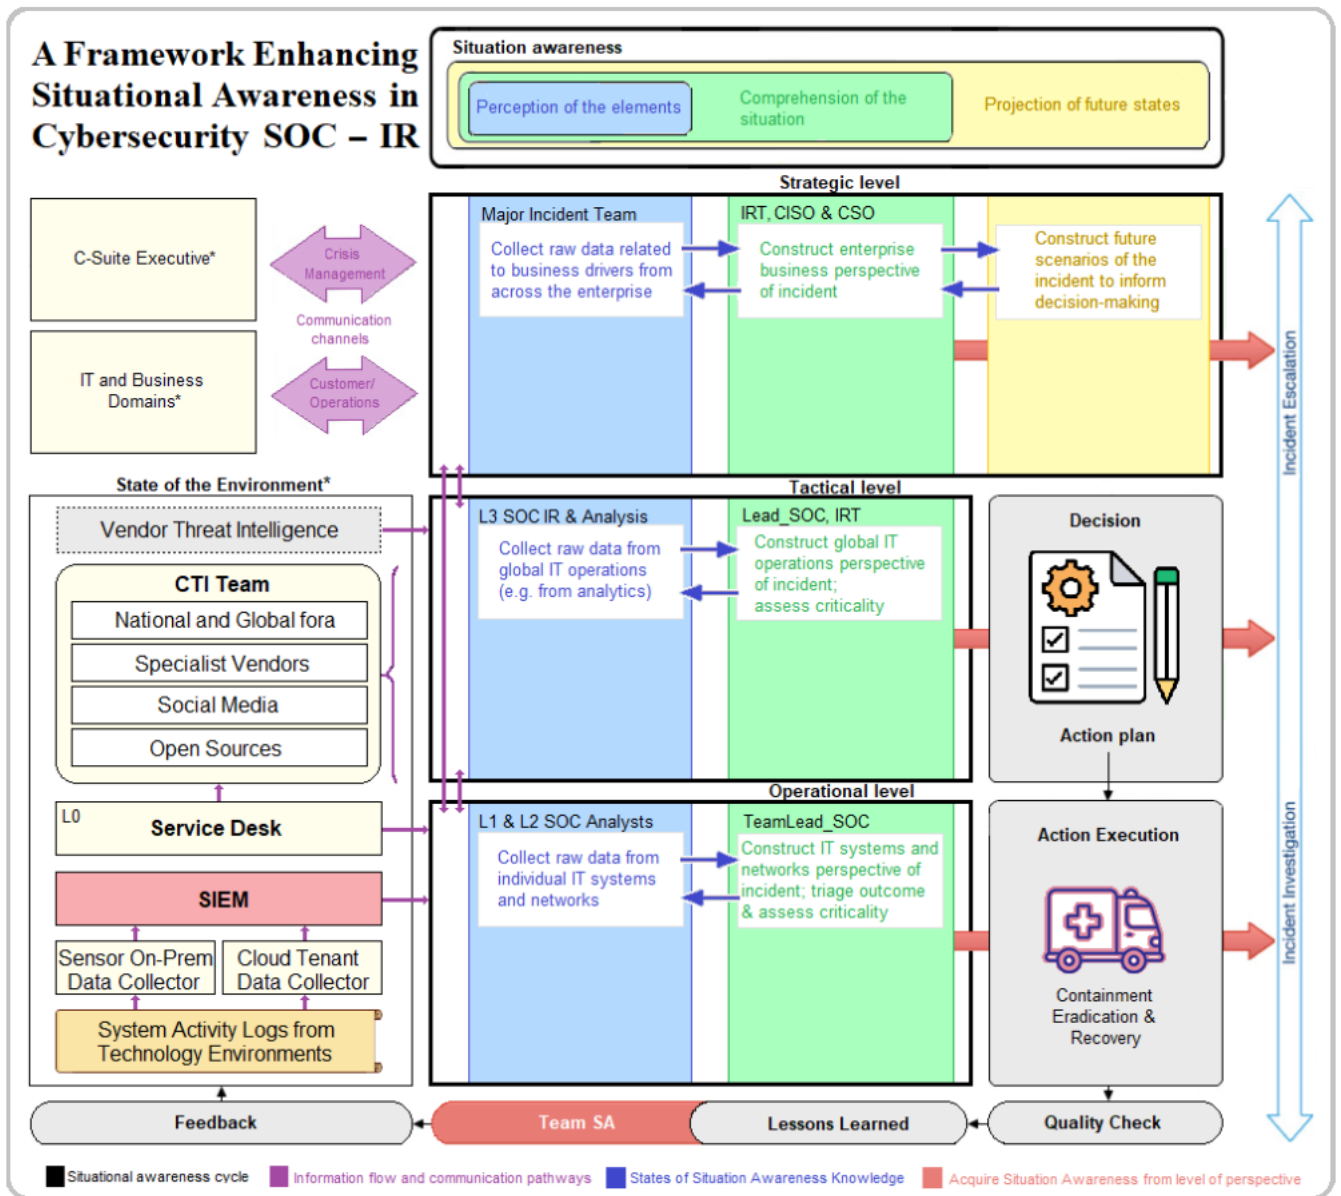 A Framework Enhancing
Situational Awareness in
Cybersecurity SOC – IR
Situation awareness
Perception of the elements
Comprehension of the
situation
Projection of future states
Strategic level
C-Suite Executive*
Crisis
Management
Communication
channels
IT and Business
Domains*
Customer/
Operations
Major Incident Team
Collect raw data related
to business drivers from
across the enterprise
IRT, CISO & CSO
Construct enterprise
business perspective
of incident
Construct future
scenarios of the
incident to inform
decision-making
Incident Escalation
State of the Environment*
Vendor Threat Intelligence
CTI Team
National and Global fora
Specialist Vendors
Social Media
Open Sources
L0
Service Desk
SIEM
Sensor On-Prem
Data Collector
Cloud Tenant
Data Collector
System Activity Logs from
Technology Environments
Tactical level
L3 SOC IR & Analysis
Collect raw data from
global IT operations
(e.g. from analytics)
Lead_SOC, IRT
Construct global IT
operations perspective
of incident;
assess criticality
Decision
Action plan
Operational level
L1 & L2 SOC Analysts
Collect raw data from
individual IT systems
and networks
TeamLead_SOC
Construct IT systems and
networks perspective of
incident; triage outcome
& assess criticality
Action Execution
Containment
Eradication &
Recovery
Incident Investigation
Feedback
Team SA
Lessons Learned
Quality Check
Situational awareness cycle
Information flow and communication pathways
States of Situation Awareness Knowledge
Acquire Situation Awareness from level of perspective